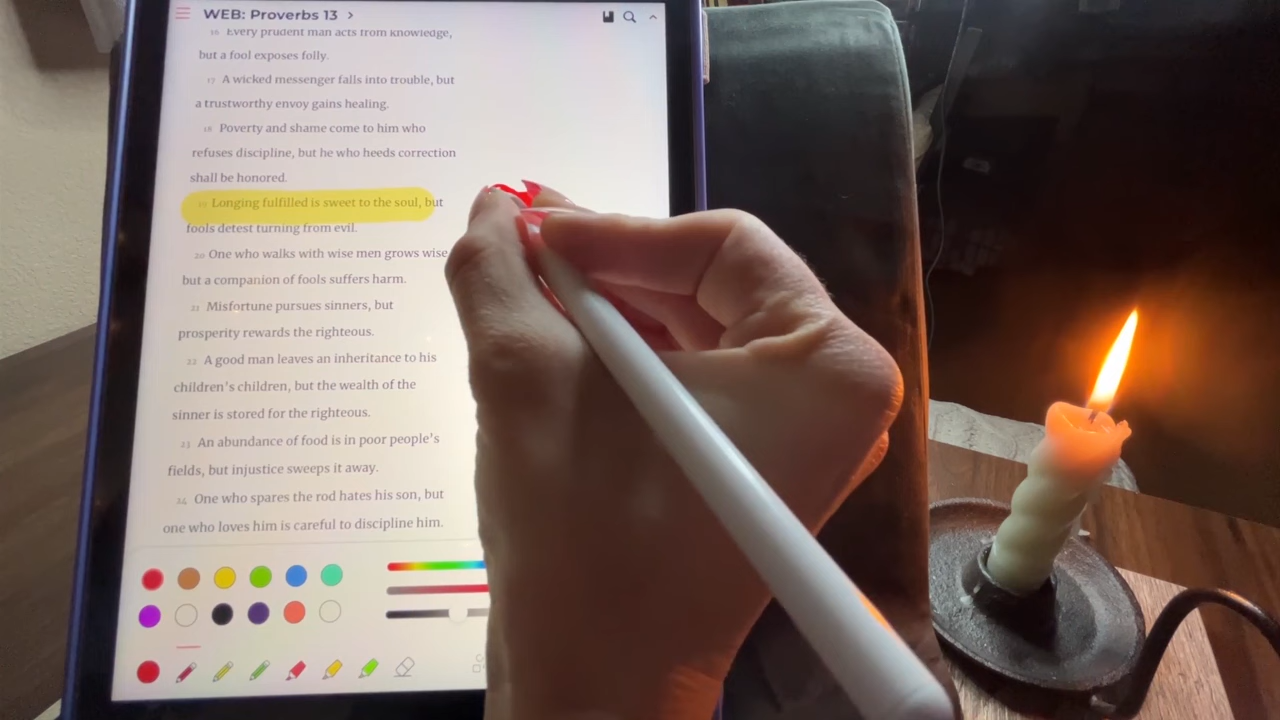 WEB: Proverbs 13 >
16 Every prudent man acts from knowledge,
but a fool exposes folly.
17 A wicked messenger falls into trouble, but
a trustworthy envoy gains healing.
18 Poverty and shame come to him who
refuses discipline, but he who heeds correction
shall be honored.
19 Longing fulfilled is sweet to the soul, but
fools detest turning from evil.
20 One who walks with wise men grows wise
but a companion of fools suffers harm.
21 Misfortune pursues sinners, but
prosperity rewards the righteous.
22 A good man leaves an inheritance to his
children's children, but the wealth of the
sinner is stored for the righteous.
23 An abundance of food is in poor people's
fields, but injustice sweeps it away.
24 One who spares the rod hates his son, but
one who loves him is careful to discipline him.